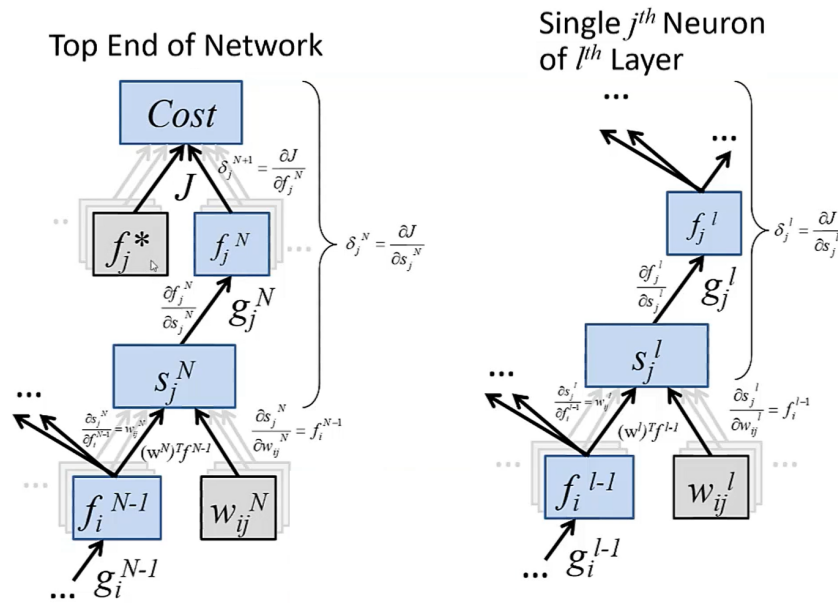 Top End of Network
Cost
δ_j^{N+1} = ∂J/∂f_j^N
J
...
f_j*
f_j^N
...
δ_j^N = ∂J/∂s_j^N
∂f_j^N/∂s_j^N
g_j^N
s_j^N
...
∂s_j^N/∂f_i^{N-1} = w_ij^N
(w^N)^T f^{N-1}
∂s_j^N/∂w_ij^N = f_i^{N-1}
...
f_i^{N-1}
w_ij^N
...
... g_i^{N-1}
Single j^th Neuron
of l^th Layer
...
...
f_j^l
δ_j^l = ∂J/∂s_j^l
∂f_j^l/∂s_j^l
g_j^l
s_j^l
...
∂s_j^l/∂f_i^{l-1} = w_ij^l
(w^l)^T f^{l-1}
∂s_j^l/∂w_ij^l = f_i^{l-1}
...
f_i^{l-1}
w_ij^l
...
... g_i^{l-1}